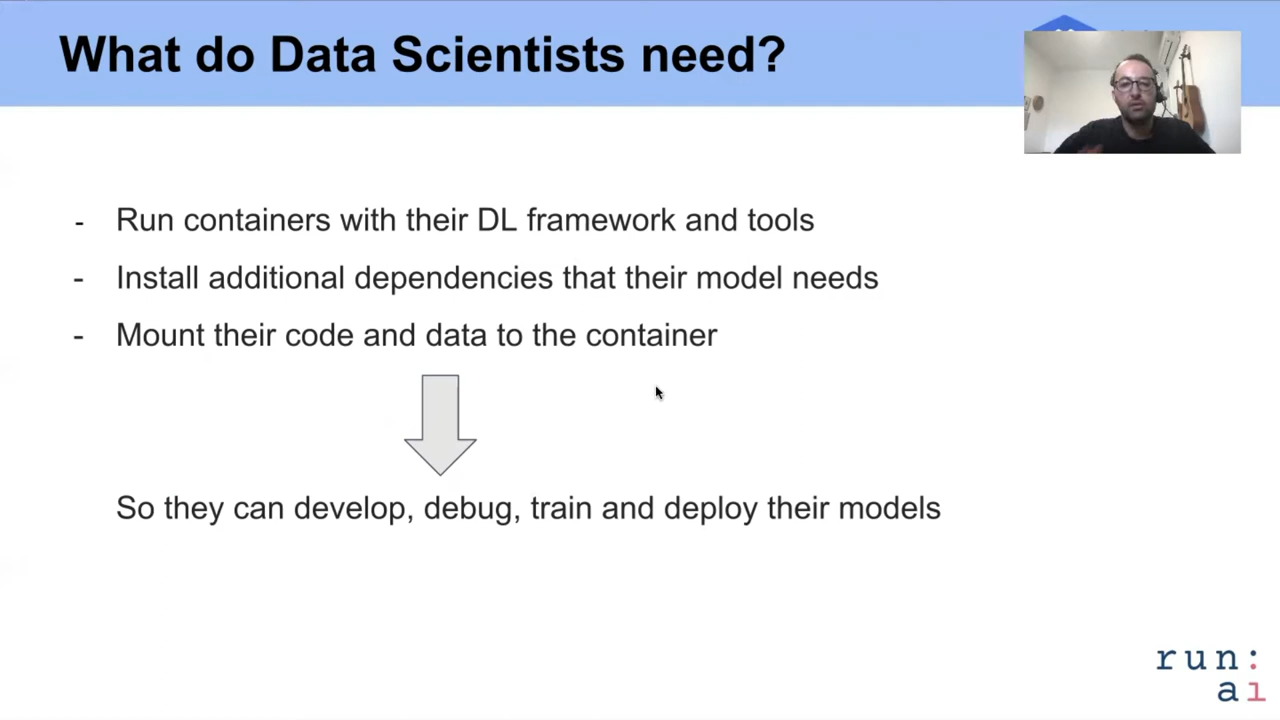 What do Data Scientists need?
- Run containers with their DL framework and tools
- Install additional dependencies that their model needs
- Mount their code and data to the container
So they can develop, debug, train and deploy their models
run:
ai